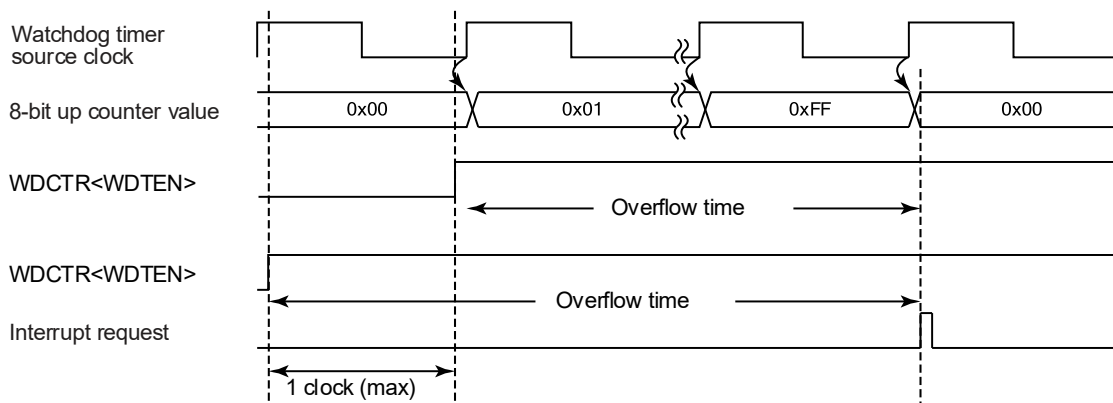 Watchdog timer
source clock
8-bit up counter value
0x00
0x01
0xFF
0x00
WDCTR<WDTEN>
Overflow time
WDCTR<WDTEN>
Overflow time
Interrupt request
1 clock (max)